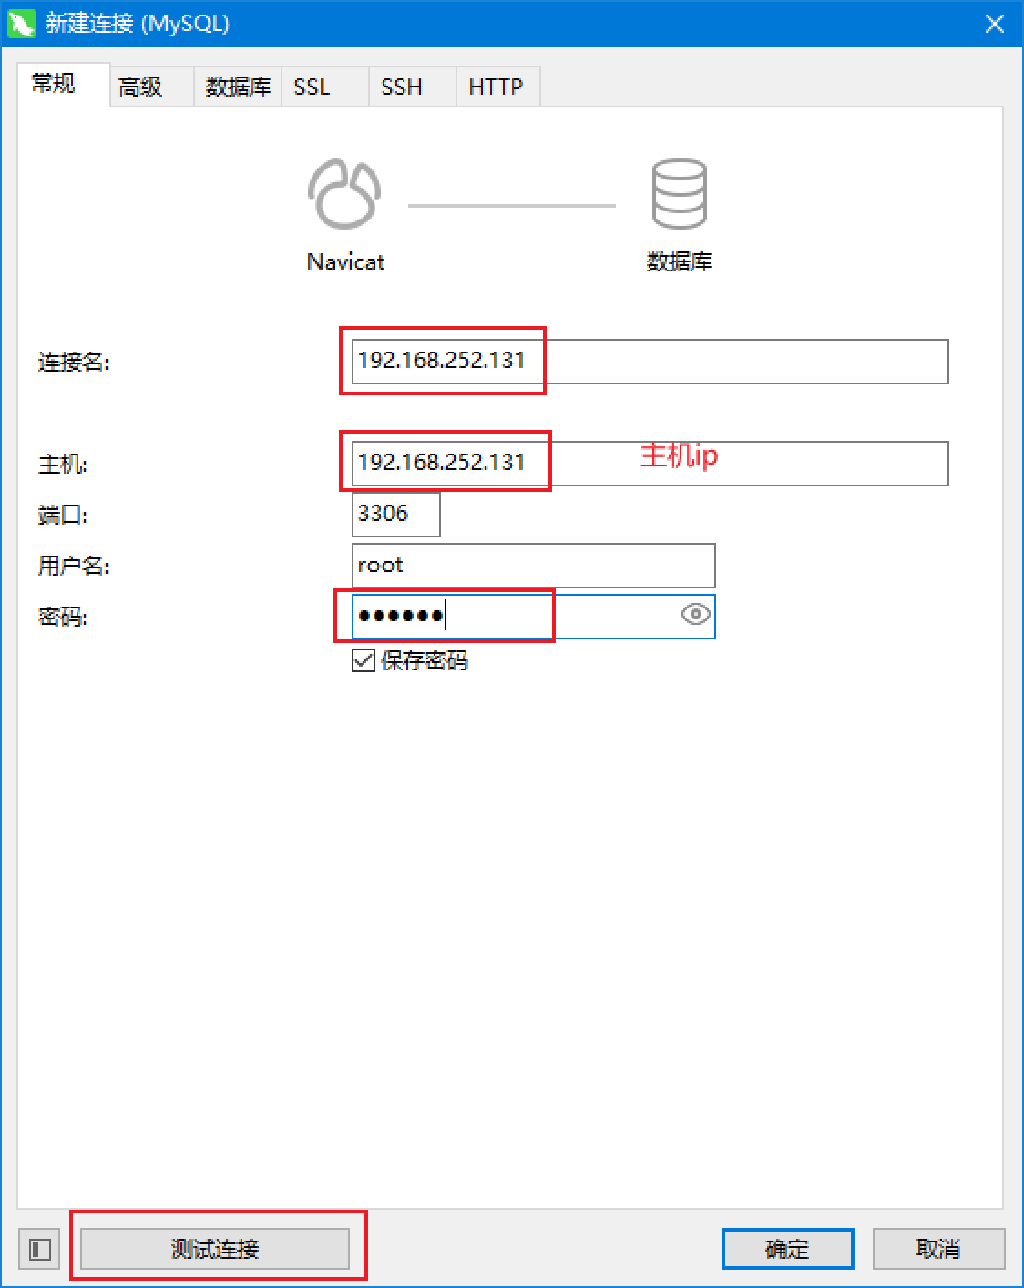 新建连接 (MySQL)
常规 高级 数据库 SSL SSH HTTP
Navicat 数据库
连接名: 192.168.252.131
主机: 192.168.252.131 主机ip
端口: 3306
用户名: root
密码: ●●●●●●
保存密码
测试连接 确定 取消